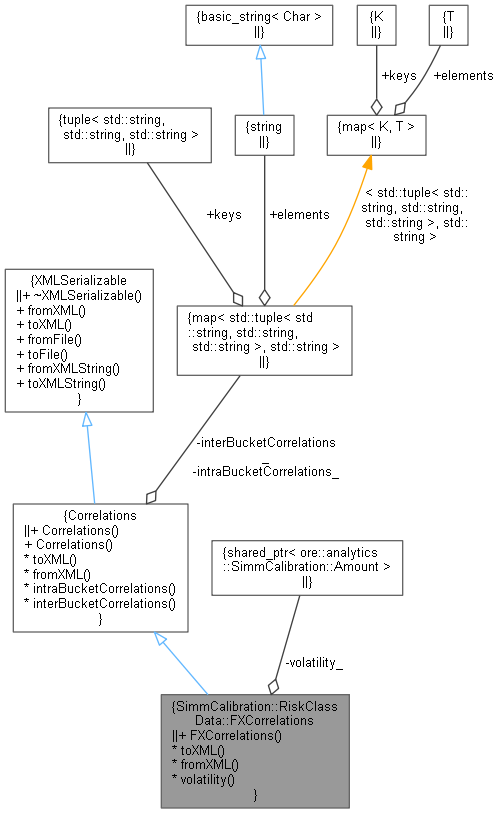 {basic_string< Char >
||}
{K
||}
{T
||}
+keys
+elements
{tuple< std::string,
std::string, std::string >
||}
{string
||}
{map< K, T >
||}
+keys
+elements
< std::tuple< std::
string, std::string,
std::string >, std::
string >
{XMLSerializable
||+ ~XMLSerializable()
+ fromXML()
+ toXML()
+ fromFile()
+ toFile()
+ fromXMLString()
+ toXMLString()
}
{map< std::tuple< std
::string, std::string,
std::string >, std::string >
||}
-interBucketCorrelations
_
-intraBucketCorrelations_
{Correlations
||+ Correlations()
+ Correlations()
* toXML()
* fromXML()
* intraBucketCorrelations()
* interBucketCorrelations()
}
{shared_ptr< ore::analytics
::SimmCalibration::Amount >
||}
-volatility_
{SimmCalibration::RiskClass
Data::FXCorrelations
||+ FXCorrelations()
* toXML()
* fromXML()
* volatility()
}